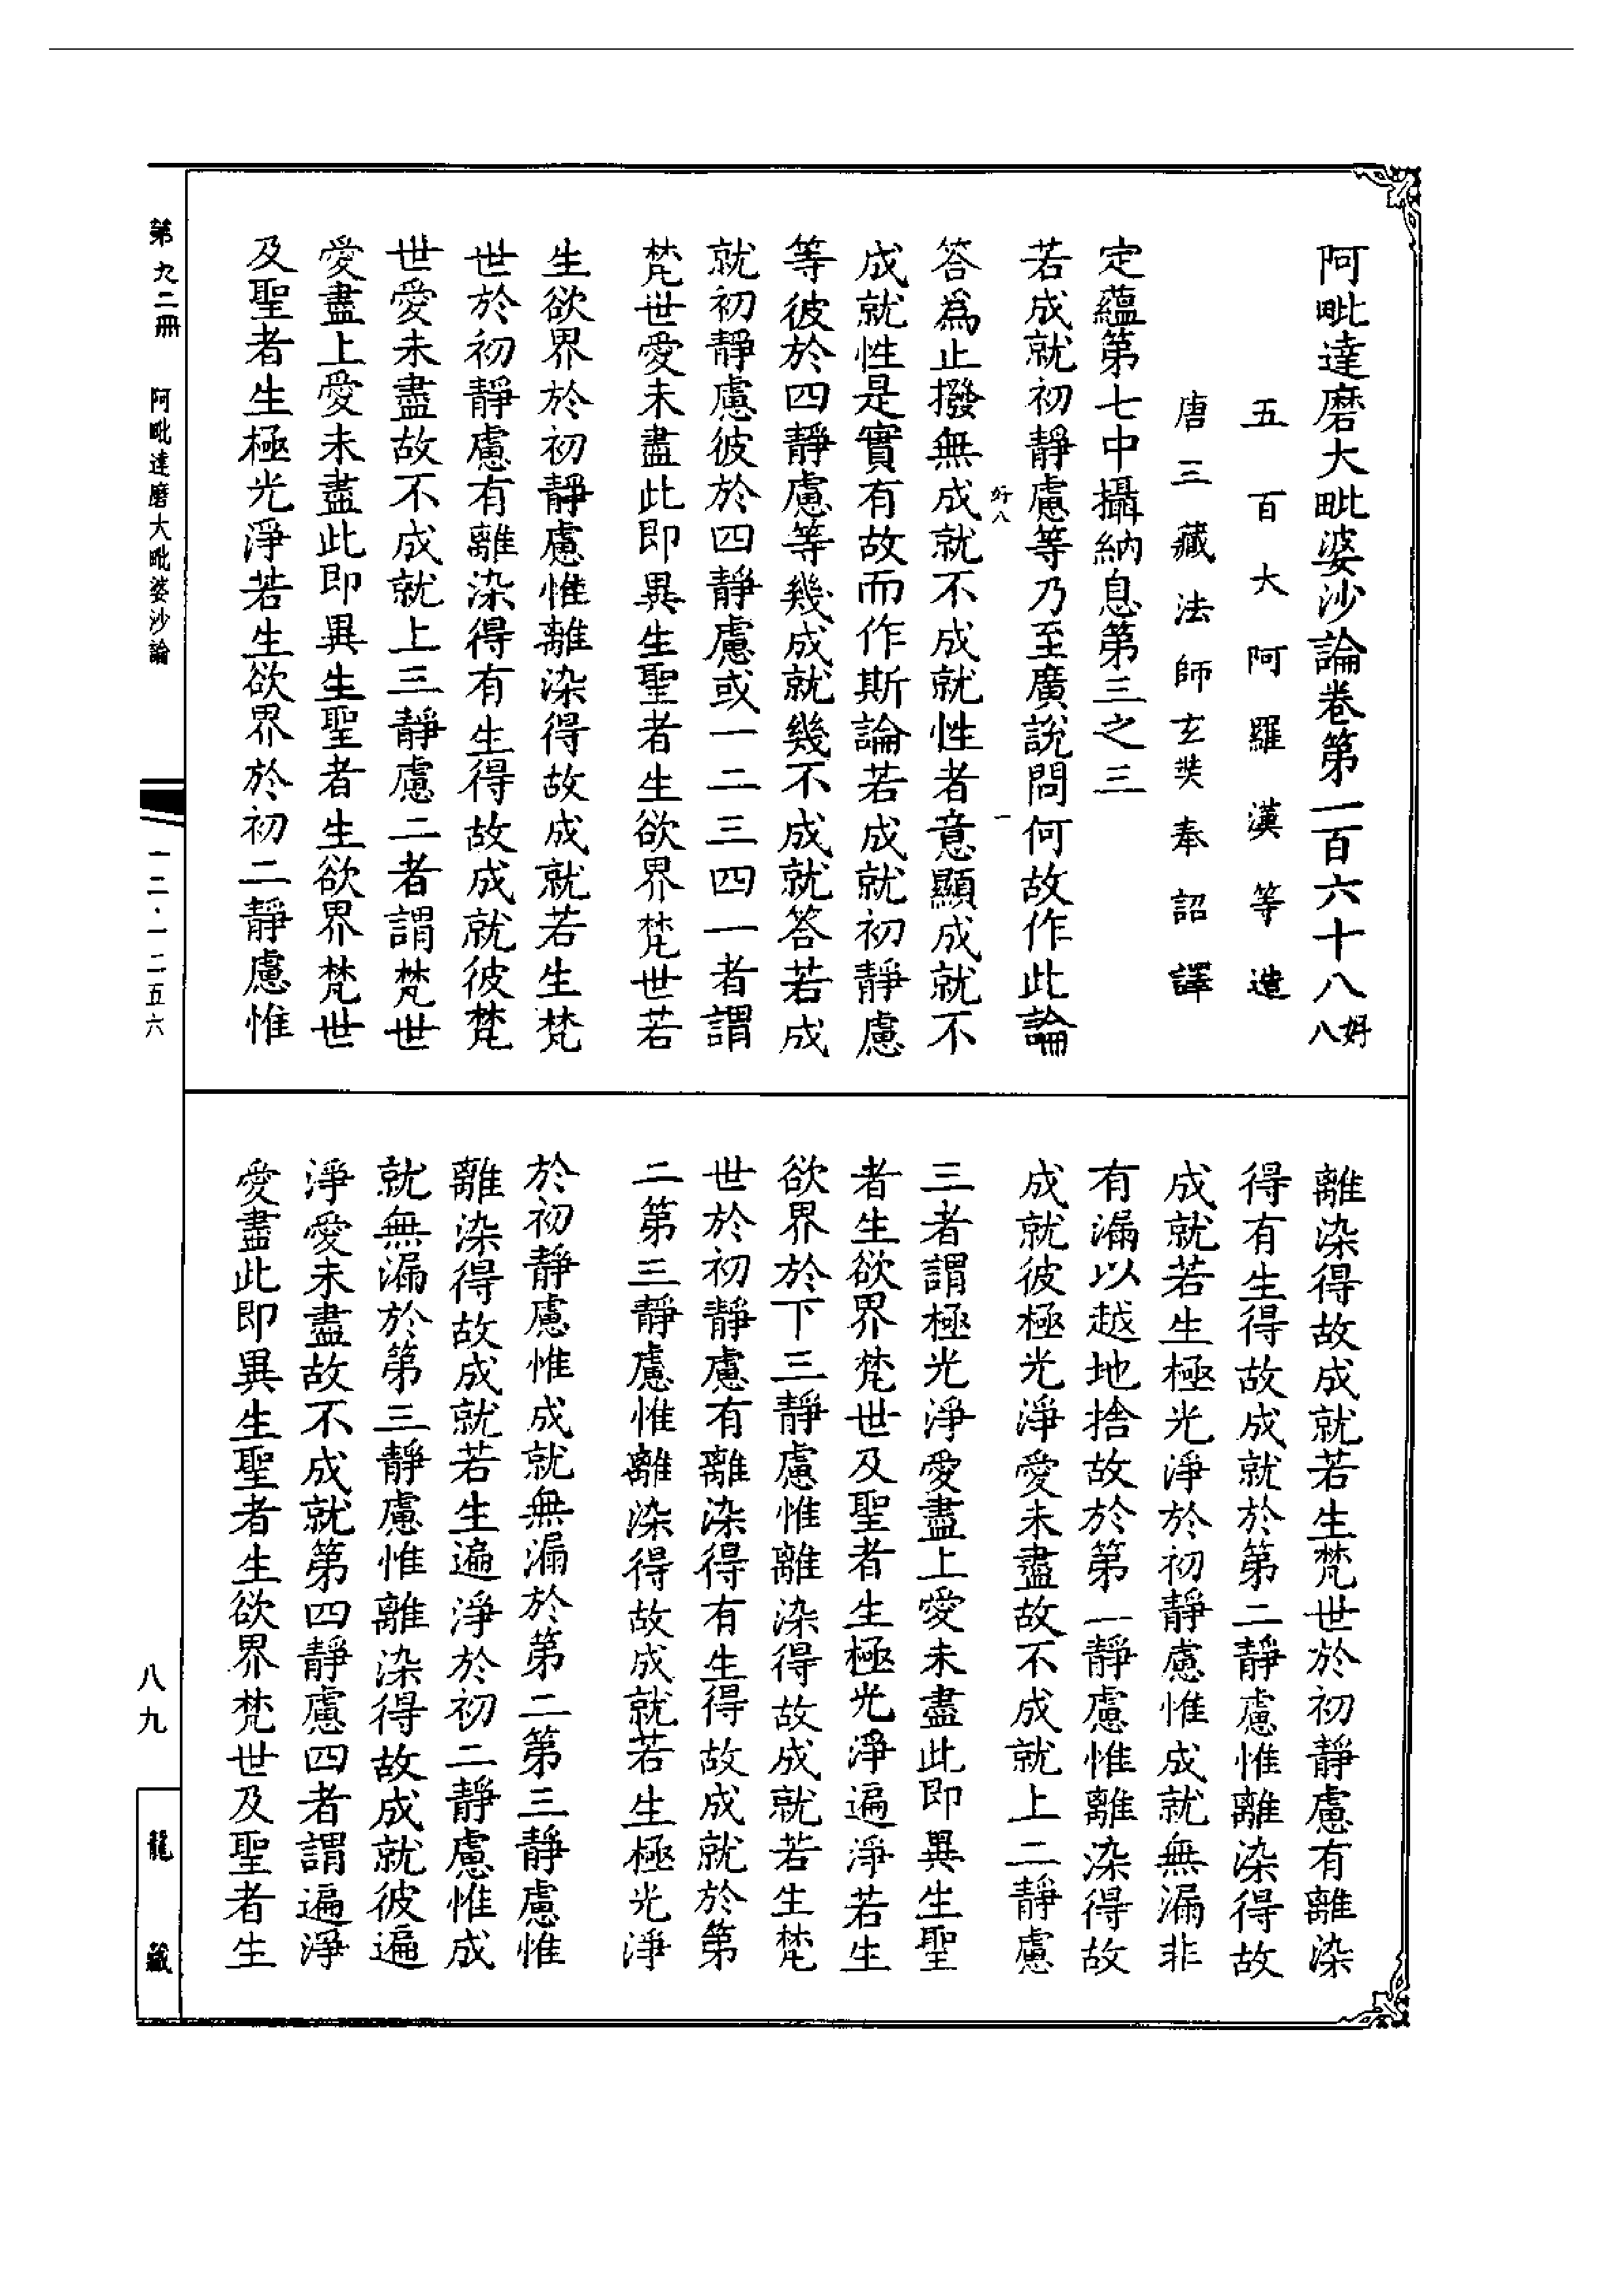 阿毗達磨大毗婆沙論卷第一百六十八 好八
五百大阿羅漢等造
唐三藏法師玄奘奉詔譯
定蘊第七中攝納息第三之三
若成就初靜慮等乃至廣說問何故作此論
好八 一
答爲止撥無成就不成就性者意顯成就不
成就性是實有故而作斯論若成就初靜慮
等彼於四靜慮等幾成就幾不成就答若成
就初靜慮彼於四靜慮或一二三四一者謂
梵世愛未盡此即異生聖者生欲界梵世若
生欲界於初靜慮惟離染得故成就若生梵
世於初靜慮有離染得有生得故成就彼梵
世愛未盡故不成就上三靜慮二者謂梵世
愛盡上愛未盡此即異生聖者生欲界梵世
及聖者生極光淨若生欲界於初二靜慮惟
離染得故成就若生梵世於初靜慮有離染
得有生得故成就於第二靜慮惟離染得故
成就若生極光淨於初靜慮惟成就無漏非
有漏以越地捨故於第一靜慮惟離染得故
成就彼極光淨愛未盡故不成就上二靜慮
三者謂極光淨愛盡上愛未盡此即異生聖
者生欲界梵世及聖者生極光淨遍淨若生
欲界於下三靜慮惟離染得故成就若生梵
世於初靜慮有離染得有生得故成就於第
二第三靜慮惟離染得故成就若生極光淨
於初靜慮惟成就無漏於第二第三靜慮惟
離染得故成就若生遍淨於初二靜慮惟成
就無漏於第三靜慮惟離染得故成就彼遍
淨愛未盡故不成就第四靜慮四者謂遍淨
愛盡此即異生聖者生欲界梵世及聖者生
第九二冊 阿毗達磨大毗婆沙論
一二·一二五六
八九
龍藏